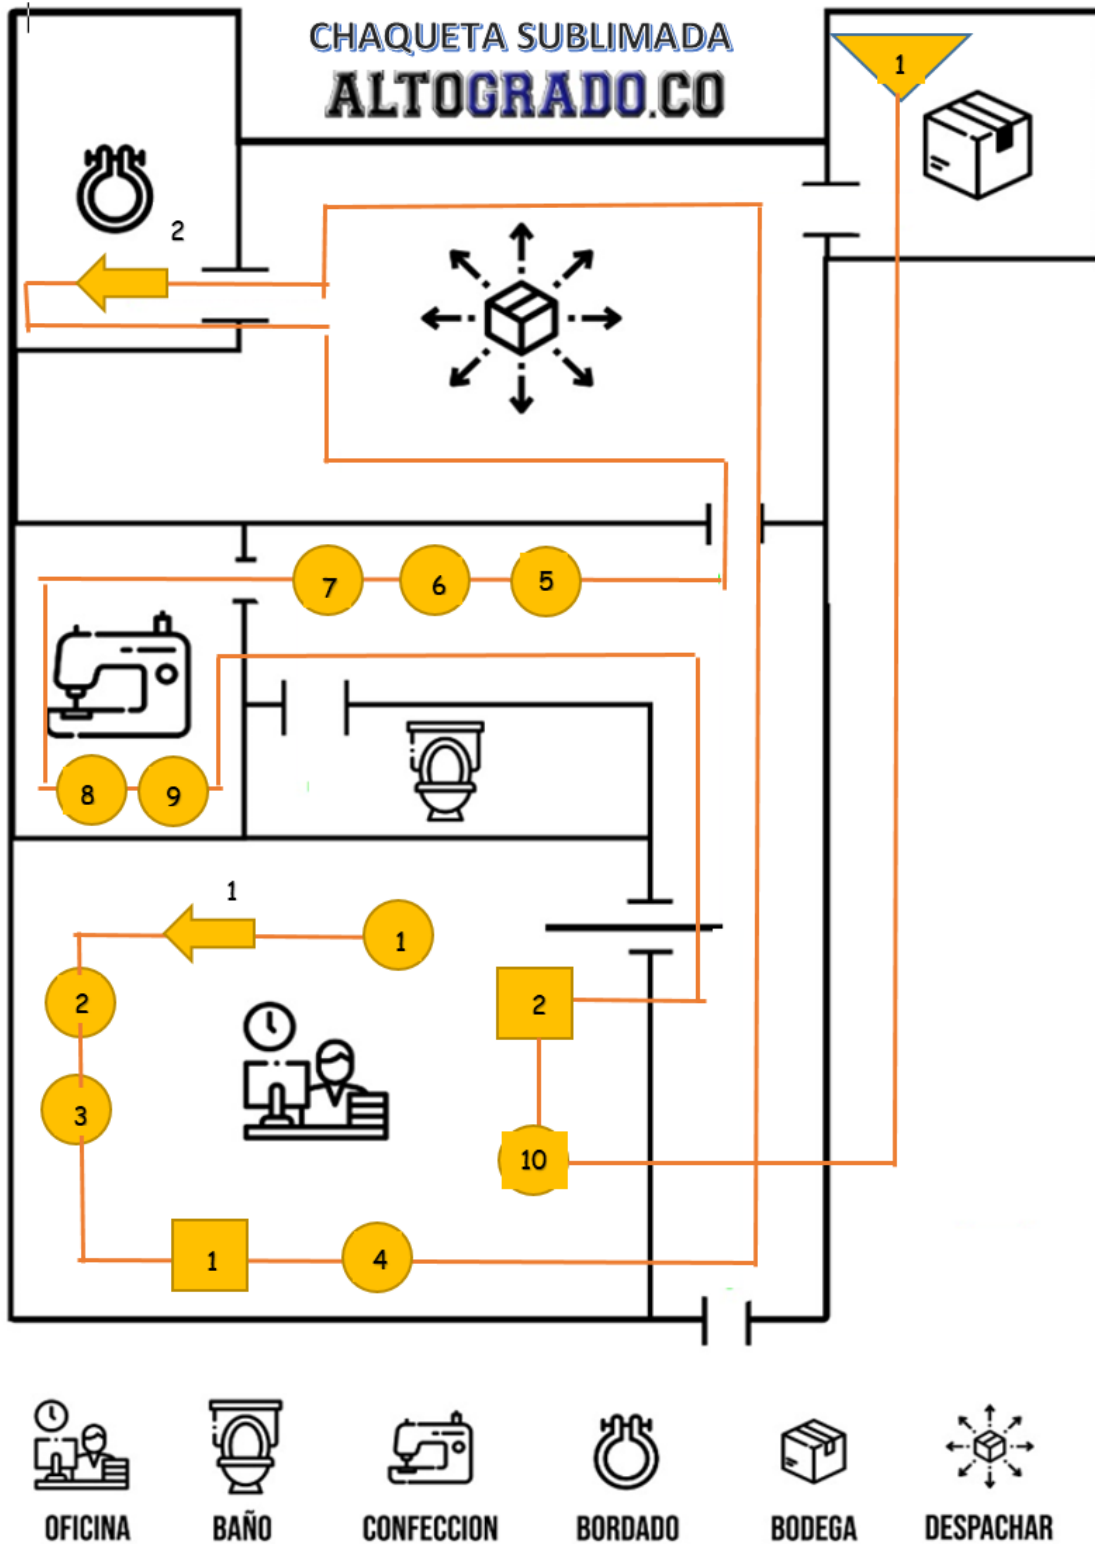 CHAQUETA SUBLIMADA
ALTOGRADO.CO
1
2
7
6
5
8
9
1
1
2
2
3
10
1
4
OFICINA
BAÑO
CONFECCION
BORDADO
BODEGA
DESPACHAR